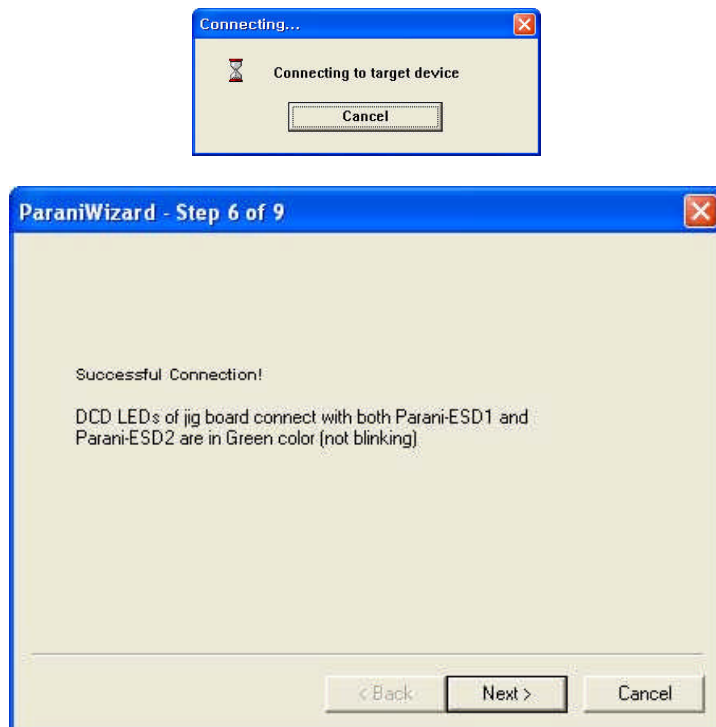 Connecting...
Connecting to target device
Cancel
ParaniWizard - Step 6 of 9
Successful Connection!
DCD LEDs of jig board connect with both Parani-ESD1 and
Parani-ESD2 are in Green color (not blinking)
< Back
Next >
Cancel